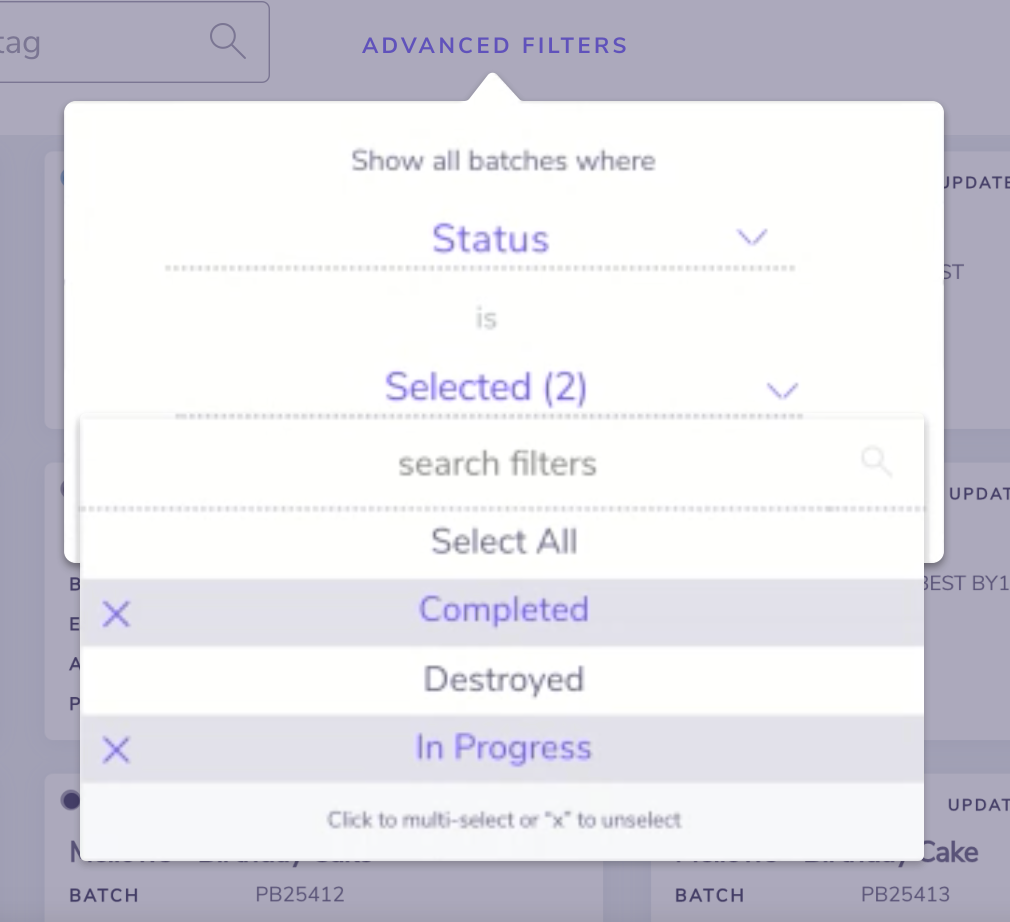 tag
ADVANCED FILTERS
Show all batches where
UPDATE
Status
ST
is
Selected (2)
search filters
UPDAT
Select All
B
BEST BY1
Completed
E
A
Destroyed
P
In Progress
UPDAT
Click to multi-select or "x" to unselect
Cake
BATCH PB25412
BATCH PB25413